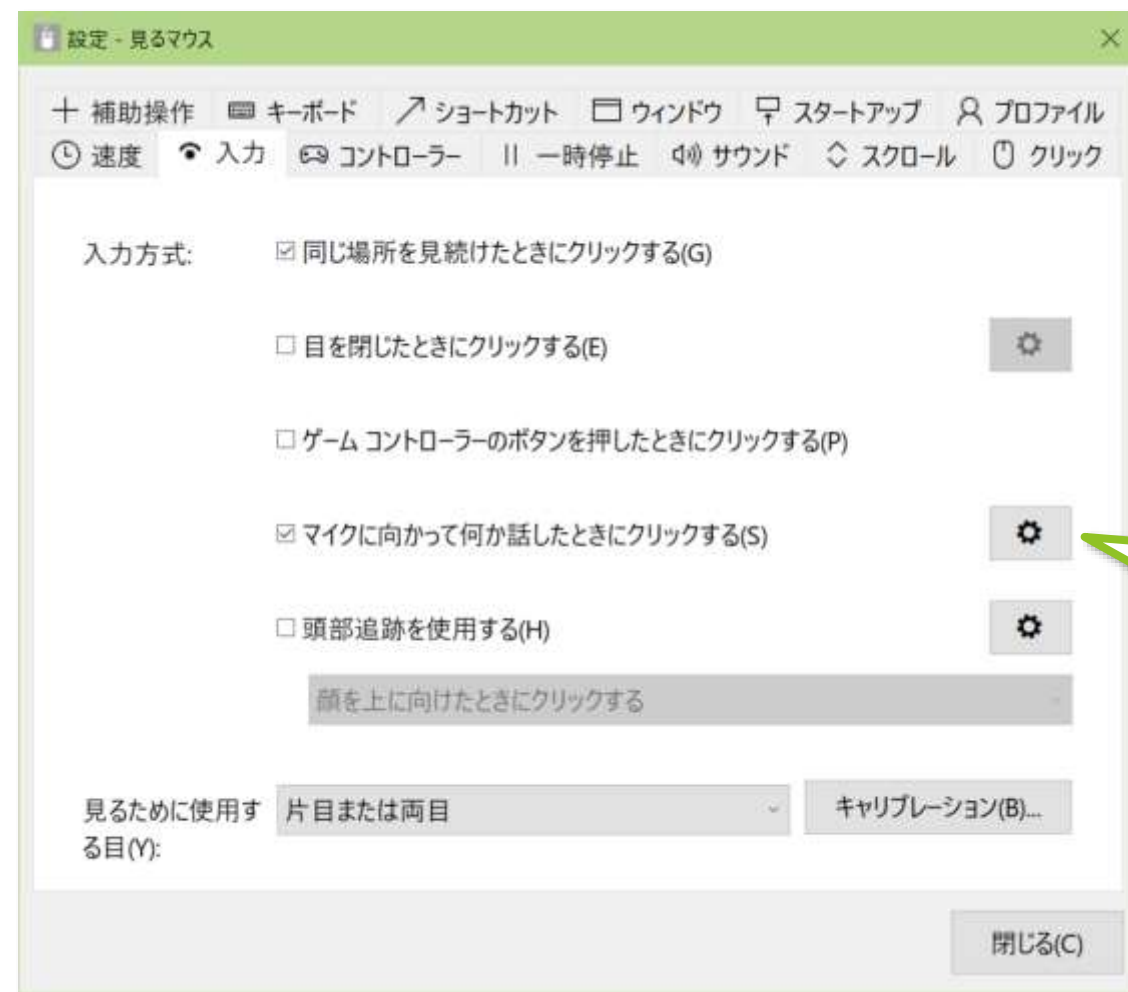 設定 - 見るマウス
補助操作 キーボード ショートカット ウィンドウ スタートアップ プロファイル
速度 入力 コントローラー 一時停止 サウンド スクロール クリック
入力方式: 同じ場所を見続けたときにクリックする(G)
目を閉じたときにクリックする(E)
ゲーム コントローラーのボタンを押したときにクリックする(P)
マイクに向かって何か話したときにクリックする(S)
頭部追跡を使用する(H)
顔を上に向けたときにクリックする
見るために使用す 片目または両目 キャリブレーション(B)...
る目(Y):
閉じる(C)